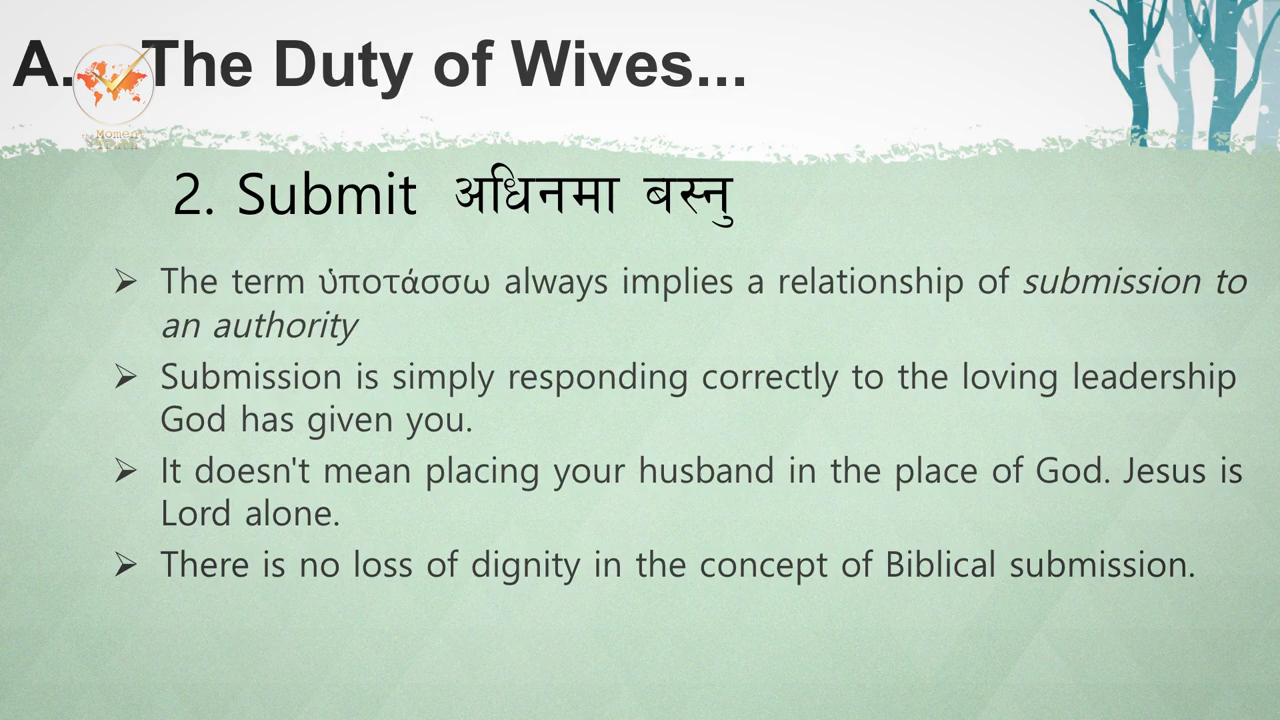 A. The Duty of Wives...
Moment
2. Submit अधिनमा बस्नु
➢ The term ὑποτάσσω always implies a relationship of submission to
an authority
➢ Submission is simply responding correctly to the loving leadership
God has given you.
➢ It doesn't mean placing your husband in the place of God. Jesus is
Lord alone.
➢ There is no loss of dignity in the concept of Biblical submission.